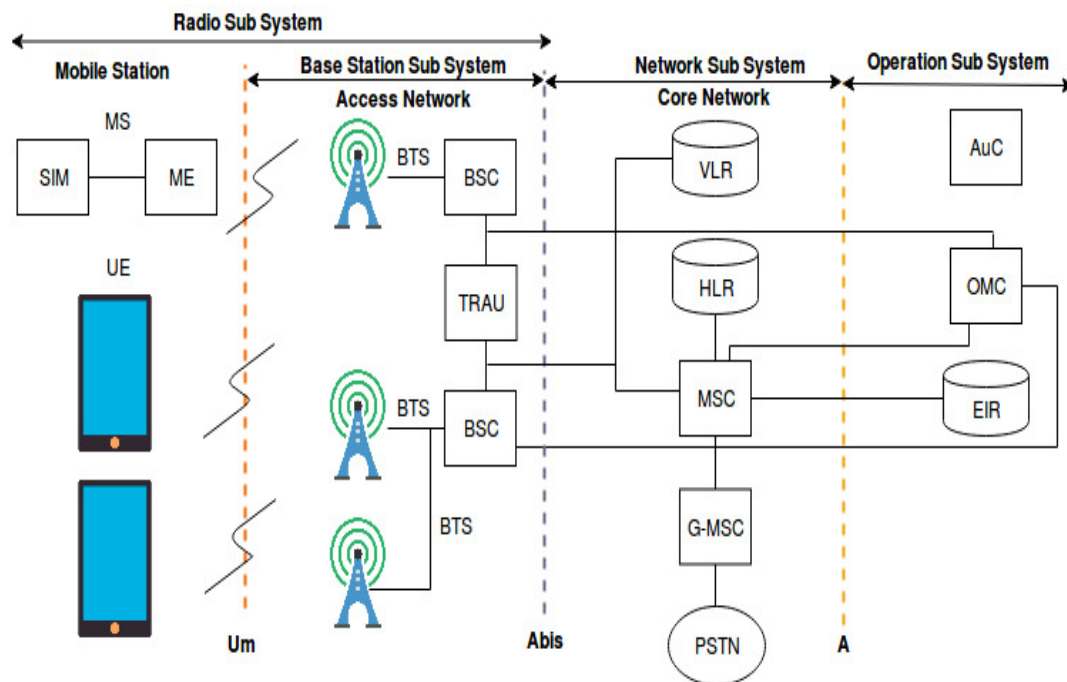 Radio Sub System
Mobile Station
Base Station Sub System
Network Sub System
Operation Sub System
Access Network
Core Network
MS
SIM
ME
BTS
BSC
VLR
AuC
UE
TRAU
HLR
OMC
BTS
BSC
MSC
EIR
BTS
G-MSC
Um
Abis
PSTN
A